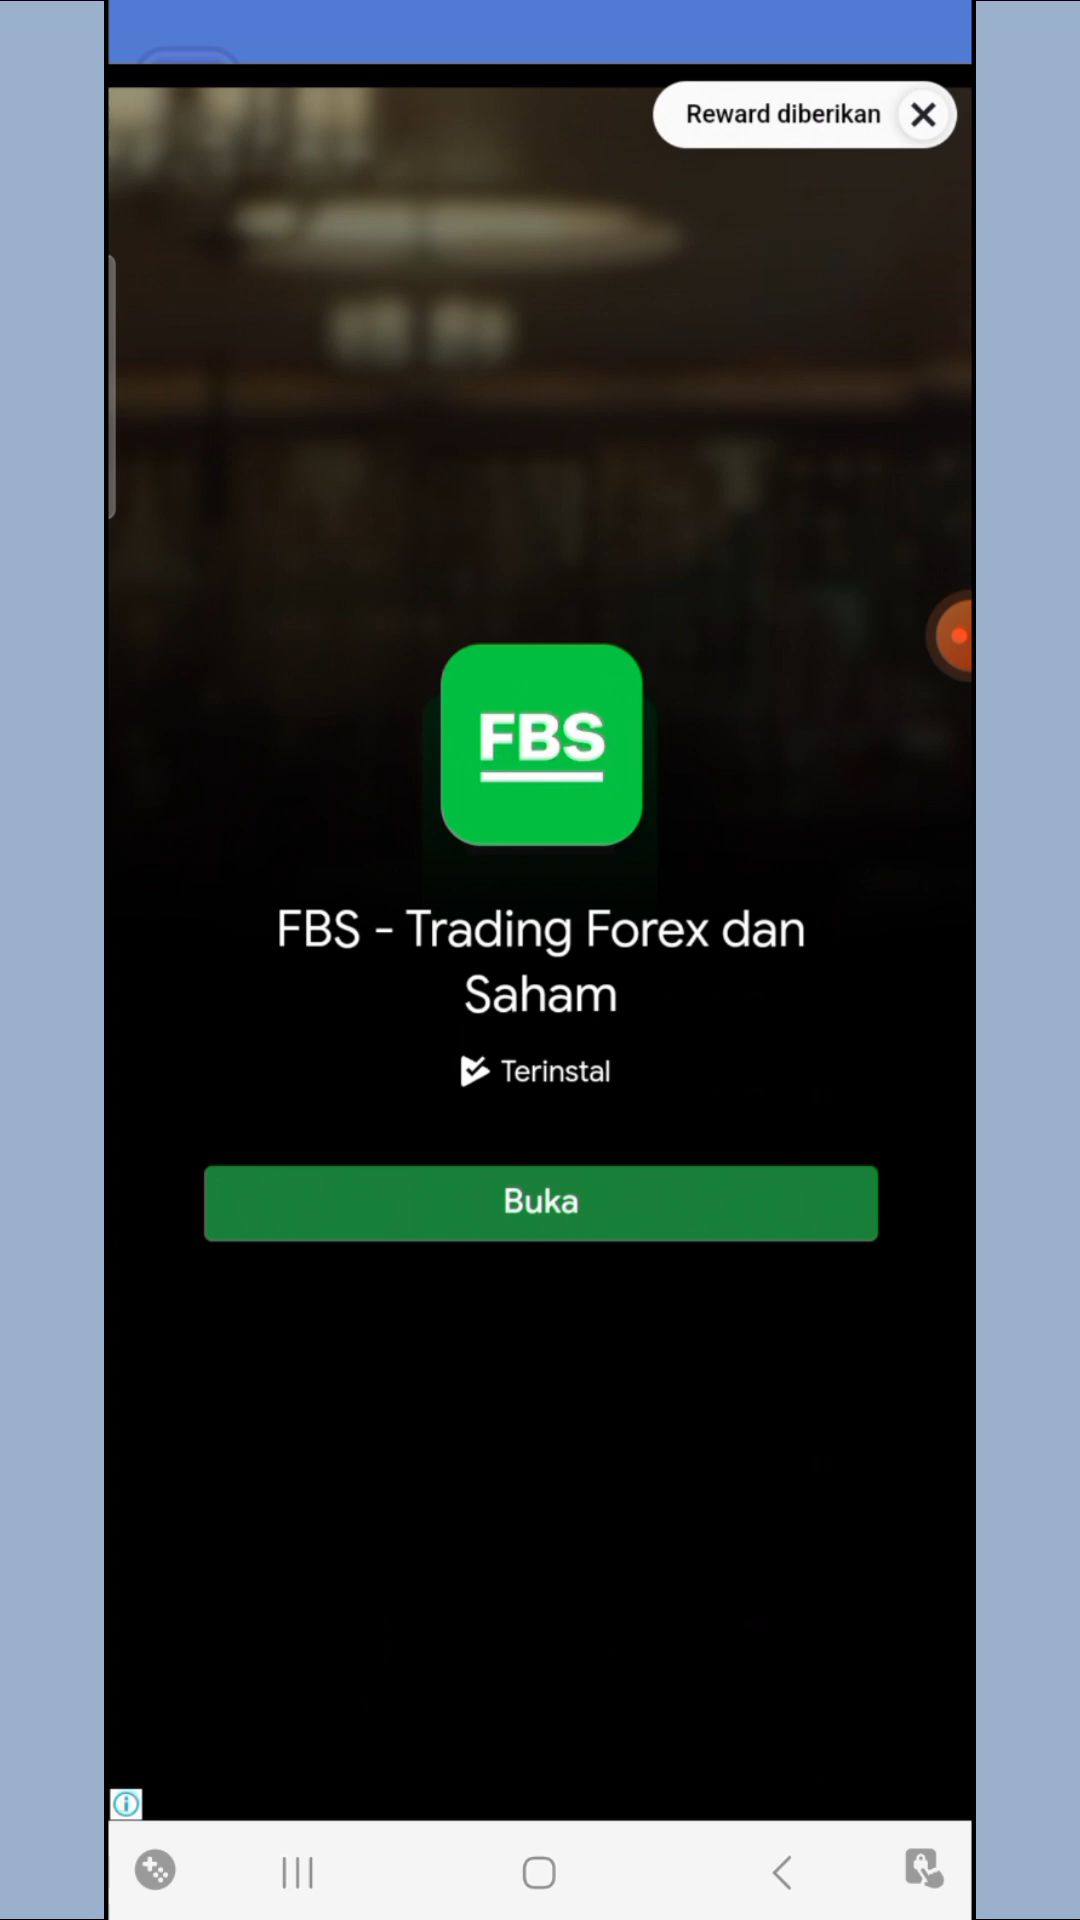 Reward diberikan
FBS
FBS - Trading Forex dan
Saham
Terinstal
Buka